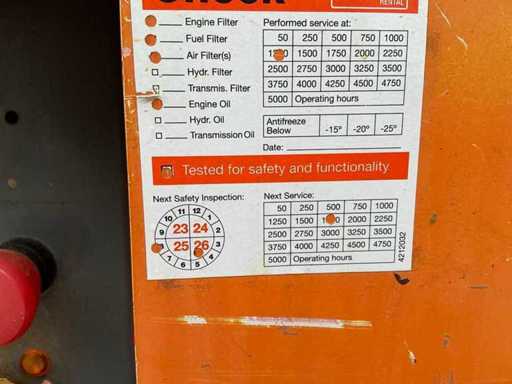 RENTAL
Engine Filter
Fuel Filter
Air Filter(s)
Hydr. Filter
Transmis. Filter
Engine Oil
Hydr. Oil
Transmission Oil
Performed service at:
50 250 500 750 1000
1500 1750 2000 2250
2500 2750 3000 3250 3500
3750 4000 4250 4500 4750
5000 Operating hours
Antifreeze Below -15° -20° -25°
Date:
Tested for safety and functionality
Next Safety Inspection:
10 11 12 1
9 23 24 2
25 26 3
7 6 5 4
Next Service:
50 250 500 750 1000
1250 1500 2000 2250
2500 2750 3000 3250 3500
3750 4000 4250 4500 4750
5000 Operating hours
4212032